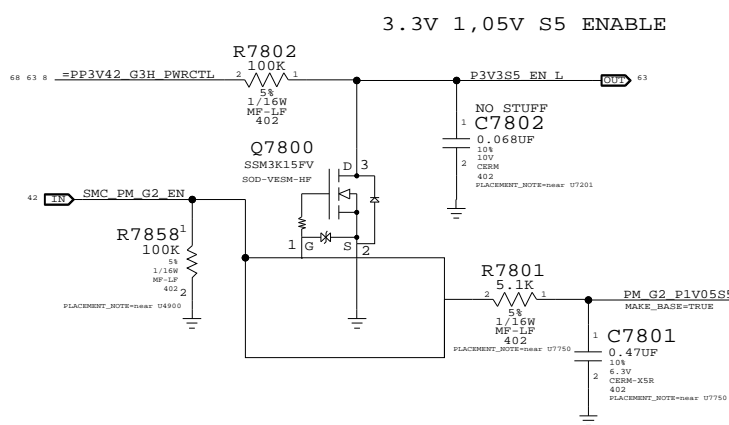 3.3V 1,05V S5 ENABLE
R7802
100K
68 63 8 =PP3V42_G3H_PWRCTL 2 1 P3V3S5_EN_L OUT 63
5%
1/16W
MF-LF
402
NO STUFF
1 C7802
0.068UF
10%
10V
2 CERM
402
PLACEMENT_NOTE=near U7201
Q7800
SSM3K15FV
SOD-VESM-HF
D 3
1 G S 2
42 IN SMC_PM_G2_EN
R7858 1
100K
5%
1/16W
MF-LF
402
2
PLACEMENT_NOTE=near U4900
R7801
5.1K
2 1 PM_G2_P1V05S5
5%
1/16W
MF-LF
402
PLACEMENT_NOTE=near U7750
MAKE_BASE=TRUE
1 C7801
0.47UF
10%
6.3V
2 CERM-X5R
402
PLACEMENT_NOTE=near U7750